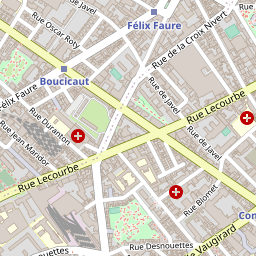 Rue de Javel
Félix Faure
Rue Oscar Roty
Rue de la Croix Nivert
Boucicaut
Félix Faure
Rue de Javel
Rue Duranton
Rue Lecourbe
Rue Jean Maridor
Rue de Javel
Rue Lecourbe
Rue Blomet
Con
Rue Desnouettes
de Vaugirard
nouettes